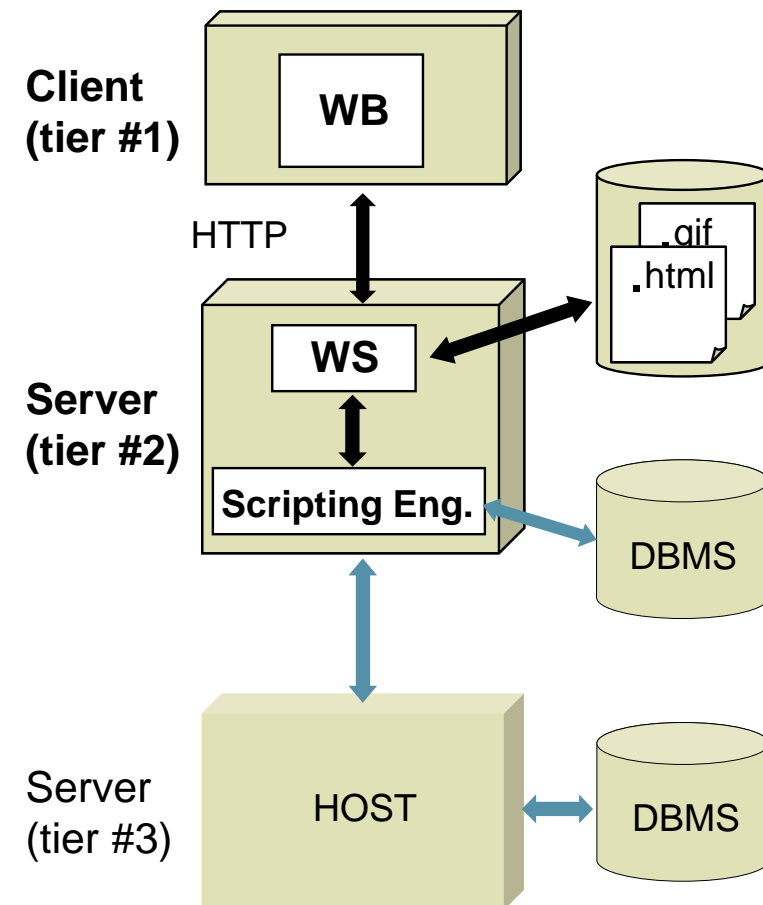 Client
(tier #1)
WB
HTTP
.gif
.html
WS
Server
(tier #2)
Scripting Eng.
DBMS
Server
(tier #3)
HOST
DBMS